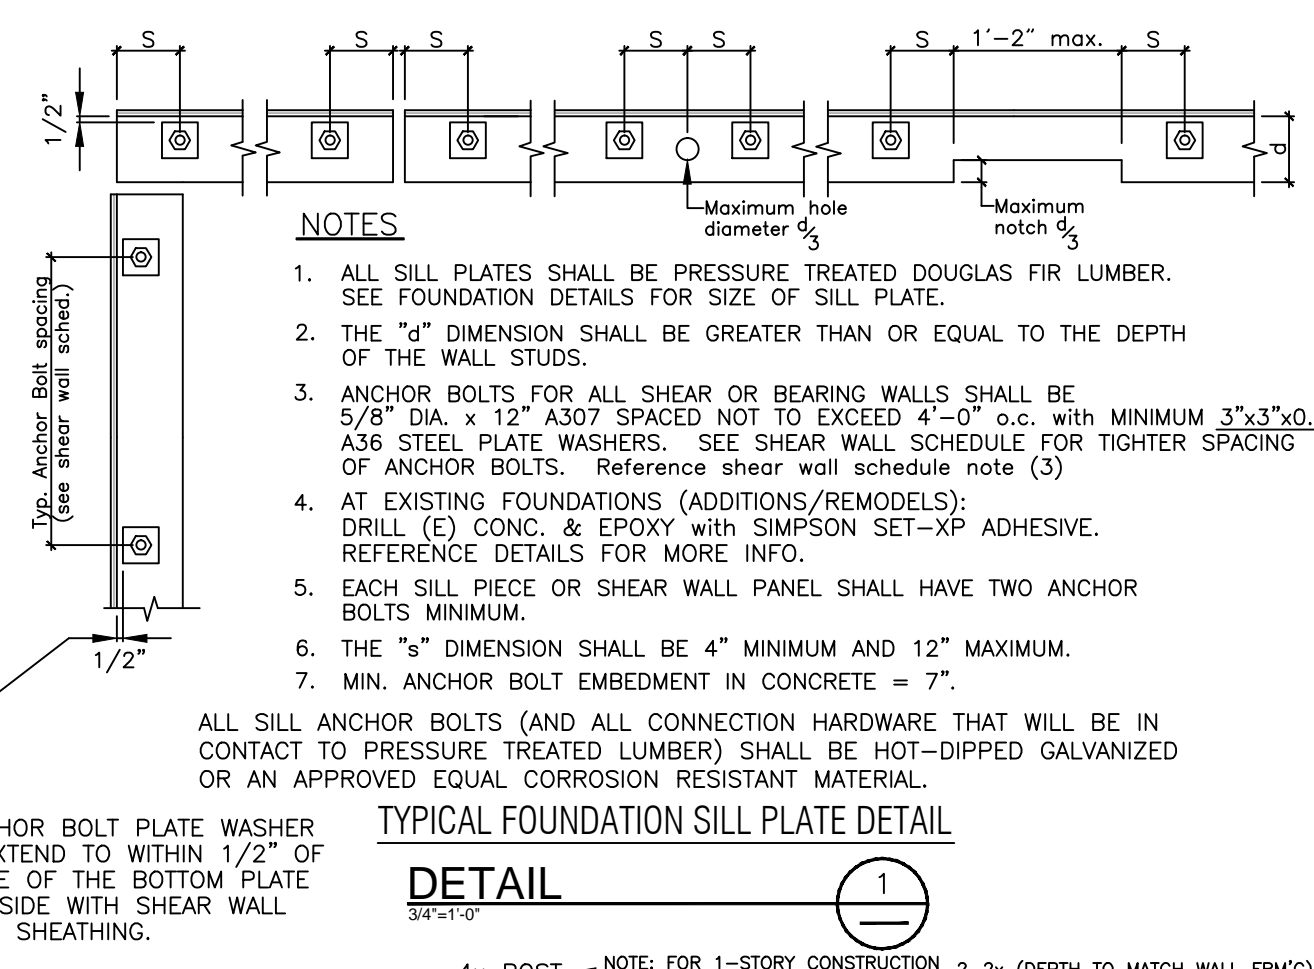 S S S S S S 1'-2" max. S
1/2"
d
Maximum hole
diameter d/3
Maximum
notch d/3
Typ. Anchor Bolt spacing
(see shear wall sched.)
1/2"
NOTES
1. ALL SILL PLATES SHALL BE PRESSURE TREATED DOUGLAS FIR LUMBER.
SEE FOUNDATION DETAILS FOR SIZE OF SILL PLATE.
2. THE "d" DIMENSION SHALL BE GREATER THAN OR EQUAL TO THE DEPTH
OF THE WALL STUDS.
3. ANCHOR BOLTS FOR ALL SHEAR OR BEARING WALLS SHALL BE
5/8" DIA. x 12" A307 SPACED NOT TO EXCEED 4'-0" o.c. with MINIMUM 3"x3"x0.
A36 STEEL PLATE WASHERS. SEE SHEAR WALL SCHEDULE FOR TIGHTER SPACING
OF ANCHOR BOLTS. Reference shear wall schedule note (3)
4. AT EXISTING FOUNDATIONS (ADDITIONS/REMODELS):
DRILL (E) CONC. & EPOXY with SIMPSON SET-XP ADHESIVE.
REFERENCE DETAILS FOR MORE INFO.
5. EACH SILL PIECE OR SHEAR WALL PANEL SHALL HAVE TWO ANCHOR
BOLTS MINIMUM.
6. THE "s" DIMENSION SHALL BE 4" MINIMUM AND 12" MAXIMUM.
7. MIN. ANCHOR BOLT EMBEDMENT IN CONCRETE = 7".
ALL SILL ANCHOR BOLTS (AND ALL CONNECTION HARDWARE THAT WILL BE IN
CONTACT TO PRESSURE TREATED LUMBER) SHALL BE HOT-DIPPED GALVANIZED
OR AN APPROVED EQUAL CORROSION RESISTANT MATERIAL.
HOR BOLT PLATE WASHER
XTEND TO WITHIN 1/2" OF
E OF THE BOTTOM PLATE
SIDE WITH SHEAR WALL
SHEATHING.
TYPICAL FOUNDATION SILL PLATE DETAIL
DETAIL
3/4"=1'-0"
1
4x POST
NOTE: FOR 1-STORY CONSTRUCTION
2-2x (DEPTH TO MATCH WALL FRM'G)